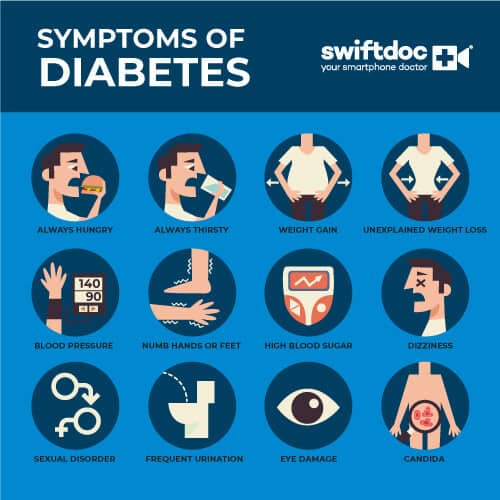 SYMPTOMS OF
DIABETES
swiftdoc
your smartphone doctor
ALWAYS HUNGRY
ALWAYS THIRSTY
WEIGHT GAIN
UNEXPLAINED WEIGHT LOSS
140
90
BLOOD PRESSURE
NUMB HANDS OR FEET
HIGH BLOOD SUGAR
DIZZINESS
SEXUAL DISORDER
FREQUENT URINATION
EYE DAMAGE
CANDIDA